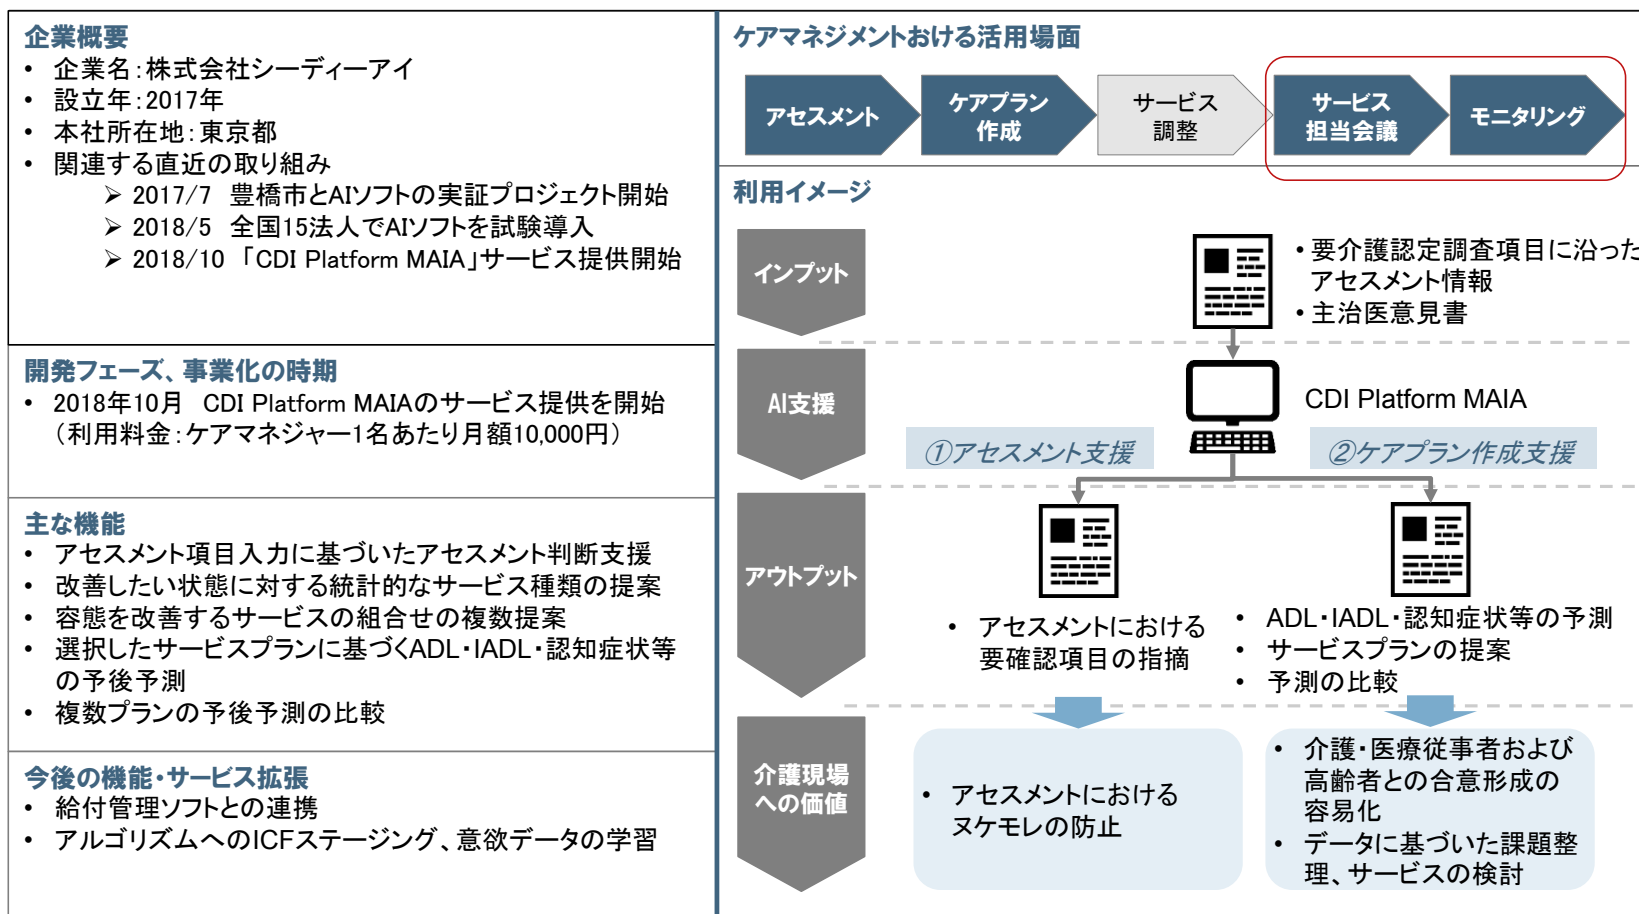 企業概要
• 企業名：株式会社シーディーアイ
• 設立年：2017年
• 本社所在地：東京都
• 関連する直近の取り組み
➢ 2017/7 豊橋市とAIソフトの実証プロジェクト開始
➢ 2018/5 全国15法人でAIソフトを試験導入
➢ 2018/10 「CDI Platform MAIA」サービス提供開始
開発フェーズ、事業化の時期
• 2018年10月 CDI Platform MAIAのサービス提供を開始
（利用料金：ケアマネジャー1名あたり月額10,000円）
主な機能
• アセスメント項目入力に基づいたアセスメント判断支援
• 改善したい状態に対する統計的なサービス種類の提案
• 容態を改善するサービスの組合せの複数提案
• 選択したサービスプランに基づくADL・IADL・認知症状等
の予後予測
• 複数プランの予後予測の比較
今後の機能・サービス拡張
• 給付管理ソフトとの連携
• アルゴリズムへのICFステージング、意欲データの学習
ケアマネジメントおける活用場面
アセスメント
ケアプラン
作成
サービス
調整
サービス
担当会議
モニタリング
利用イメージ
インプット
• 要介護認定調査項目に沿った
アセスメント情報
• 主治医意見書
AI支援
CDI Platform MAIA
①アセスメント支援
②ケアプラン作成支援
アウトプット
• アセスメントにおける
要確認項目の指摘
• ADL・IADL・認知症状等の予測
• サービスプランの提案
• 予測の比較
介護現場
への価値
• アセスメントにおける
ヌケモレの防止
• 介護・医療従事者および
高齢者との合意形成の
容易化
• データに基づいた課題整
理、サービスの検討